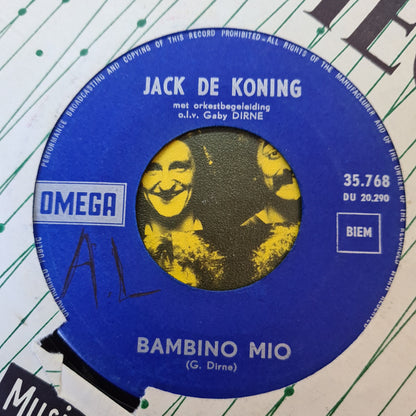 PERFORMANCE BROADCASTING AND COPYING OF THIS RECORD PROHIBITED - ALL RIGHTS OF THE MANUFACTURER AND OF THE OWNER OF THE RECORDED WORK
JACK DE KONING
met orkestbegeleiding
o.l.v. Gaby DIRNE
OMEGA
35.768
DU 20.290
BIEM
A.L
BAMBINO MIO
(G. Dirne)
Music